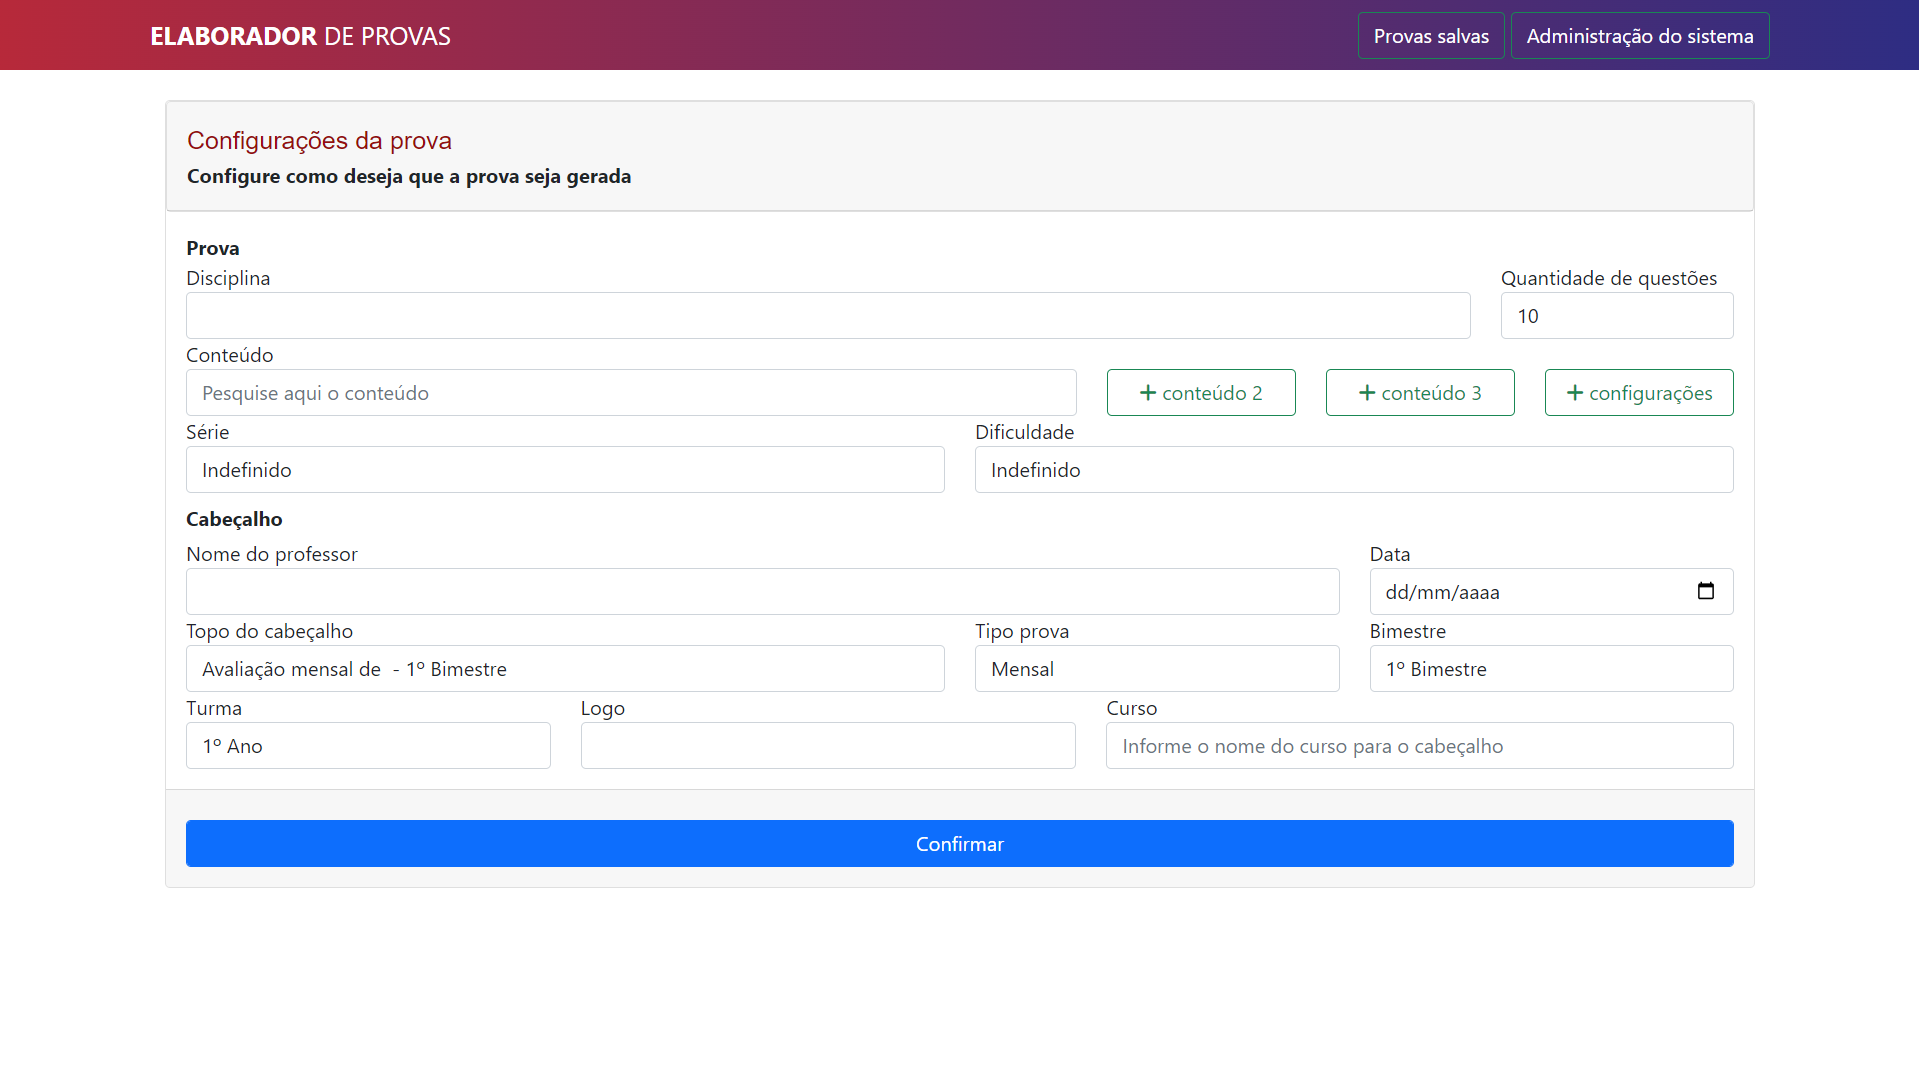 ELABORADOR DE PROVAS
Provas salvas
Administração do sistema
Configurações da prova
Configure como deseja que a prova seja gerada
Prova
Disciplina
Quantidade de questões
10
Conteúdo
Pesquise aqui o conteúdo
+ conteúdo 2
+ conteúdo 3
+ configurações
Série
Dificuldade
Indefinido
Indefinido
Cabeçalho
Nome do professor
Data
dd/mm/aaaa
Topo do cabeçalho
Tipo prova
Bimestre
Avaliação mensal de  - 1º Bimestre
Mensal
1º Bimestre
Turma
Logo
Curso
1º Ano
Informe o nome do curso para o cabeçalho
Confirmar